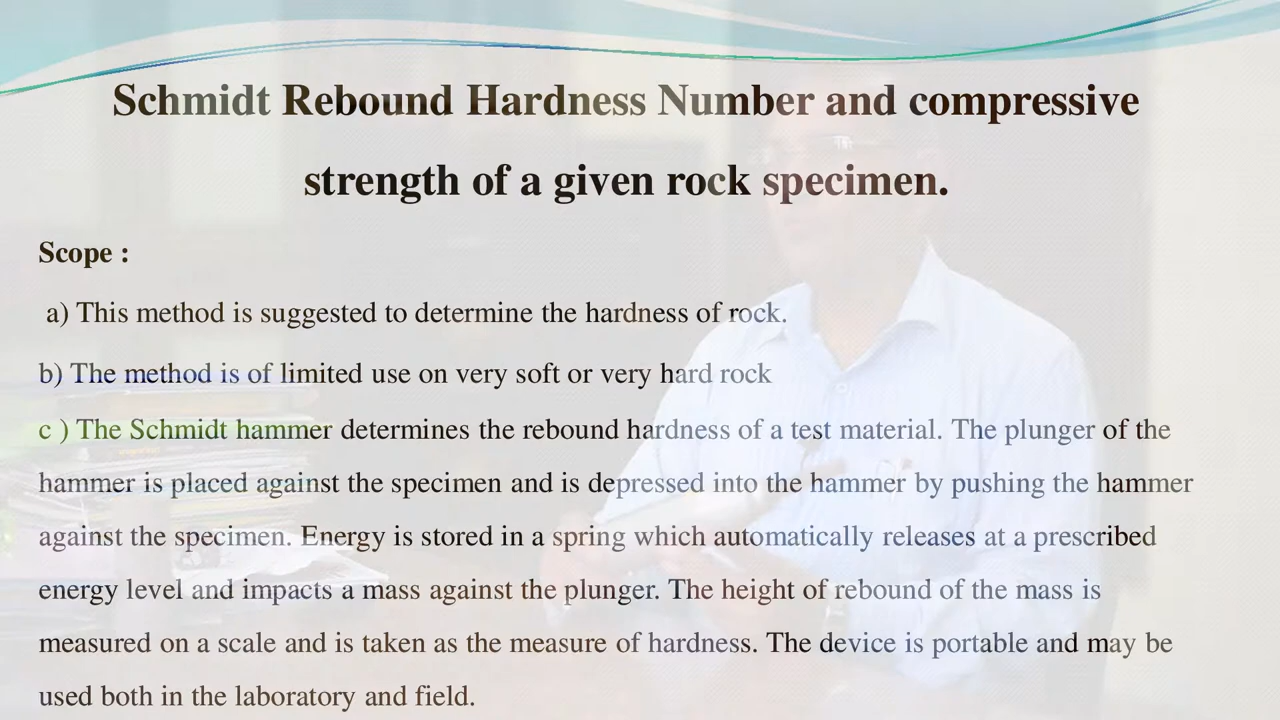 Schmidt Rebound Hardness Number and compressive
strength of a given rock specimen.
Scope :
a) This method is suggested to determine the hardness of rock.
b) The method is of limited use on very soft or very hard rock
c ) The Schmidt hammer determines the rebound hardness of a test material. The plunger of the
hammer is placed against the specimen and is depressed into the hammer by pushing the hammer
against the specimen. Energy is stored in a spring which automatically releases at a prescribed
energy level and impacts a mass against the plunger. The height of rebound of the mass is
measured on a scale and is taken as the measure of hardness. The device is portable and may be
used both in the laboratory and field.